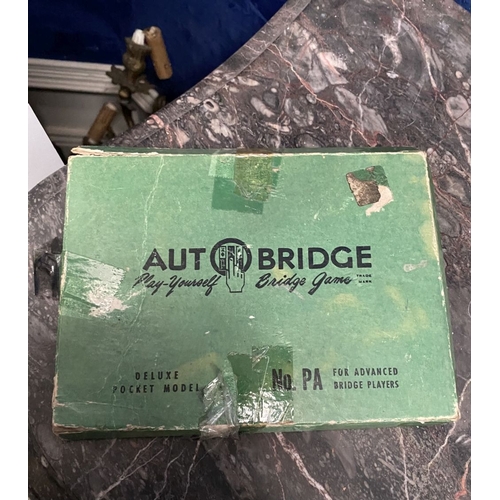 AUTOBRIDGE
Play-Yourself Bridge Game TRADE MARK
DELUXE
POCKET MODEL
No. PA
FOR ADVANCED
BRIDGE PLAYERS